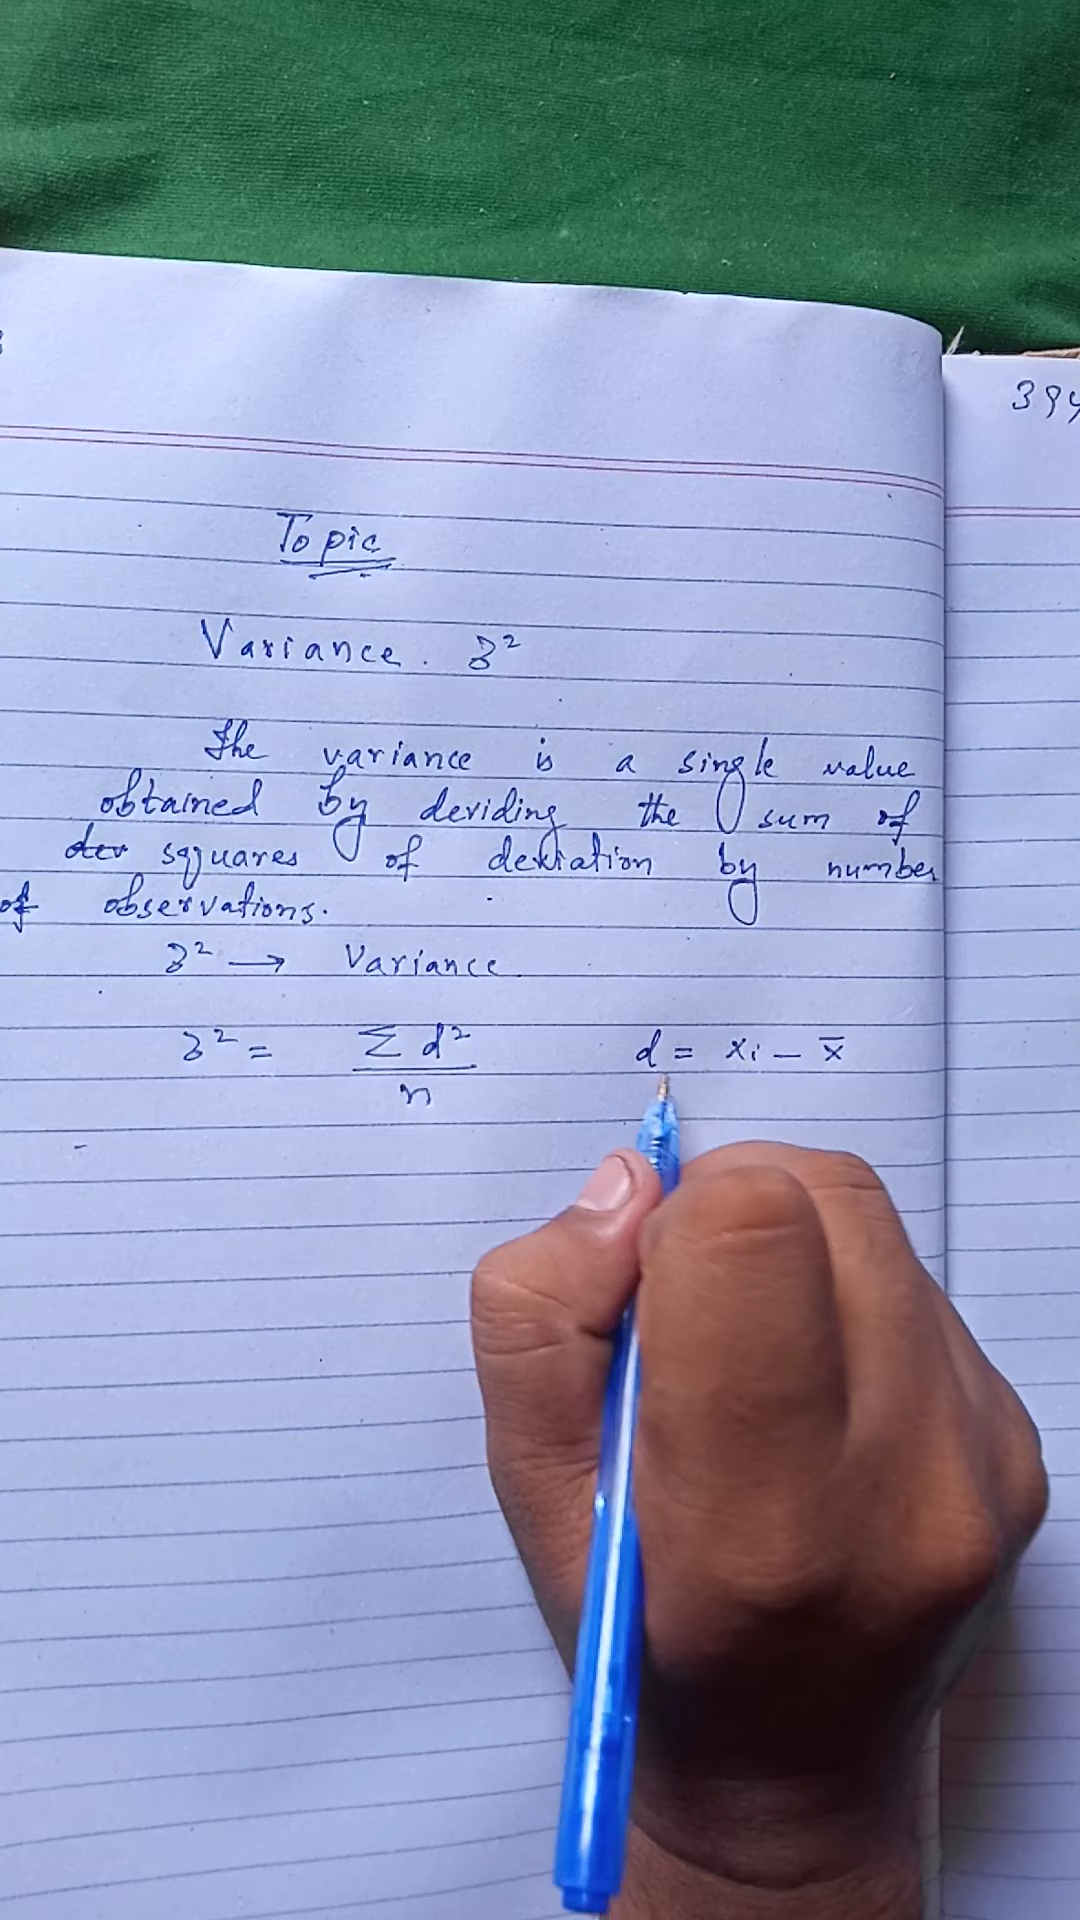 394
Topic
Variance. 𝛿²
The variance is a single value
obtained by deviding the sum of
squares of deviation by number
of observations.
𝛿² → Variance.
𝛿² = Σ d² / n d = xi - x̄